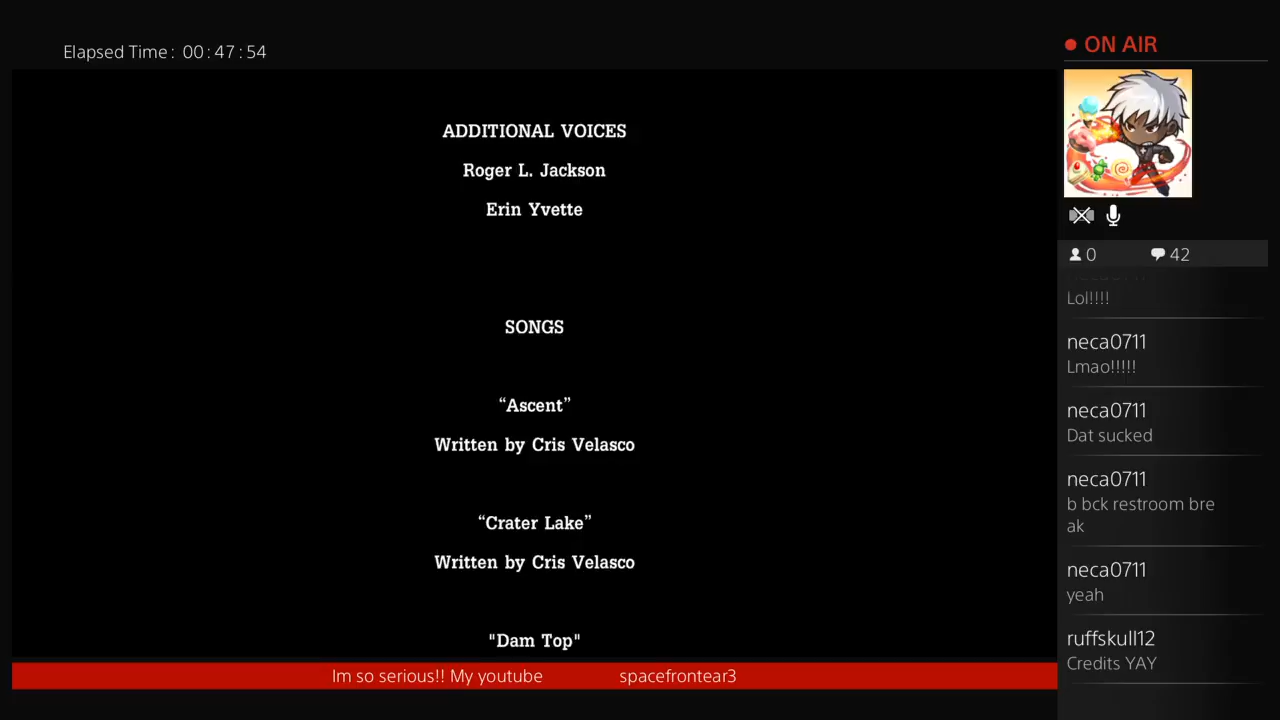 Elapsed Time: 00:47:54
ADDITIONAL VOICES
Roger L. Jackson
Erin Yvette
SONGS
“Ascent”
Written by Cris Velasco
“Crater Lake”
Written by Cris Velasco
"Dam Top"
Im so serious!! My youtube spacefrontear3
ON AIR
0 42
Lol!!!!
neca0711
Lmao!!!!!
neca0711
Dat sucked
neca0711
b bck restroom bre
ak
neca0711
yeah
ruffskull12
Credits YAY